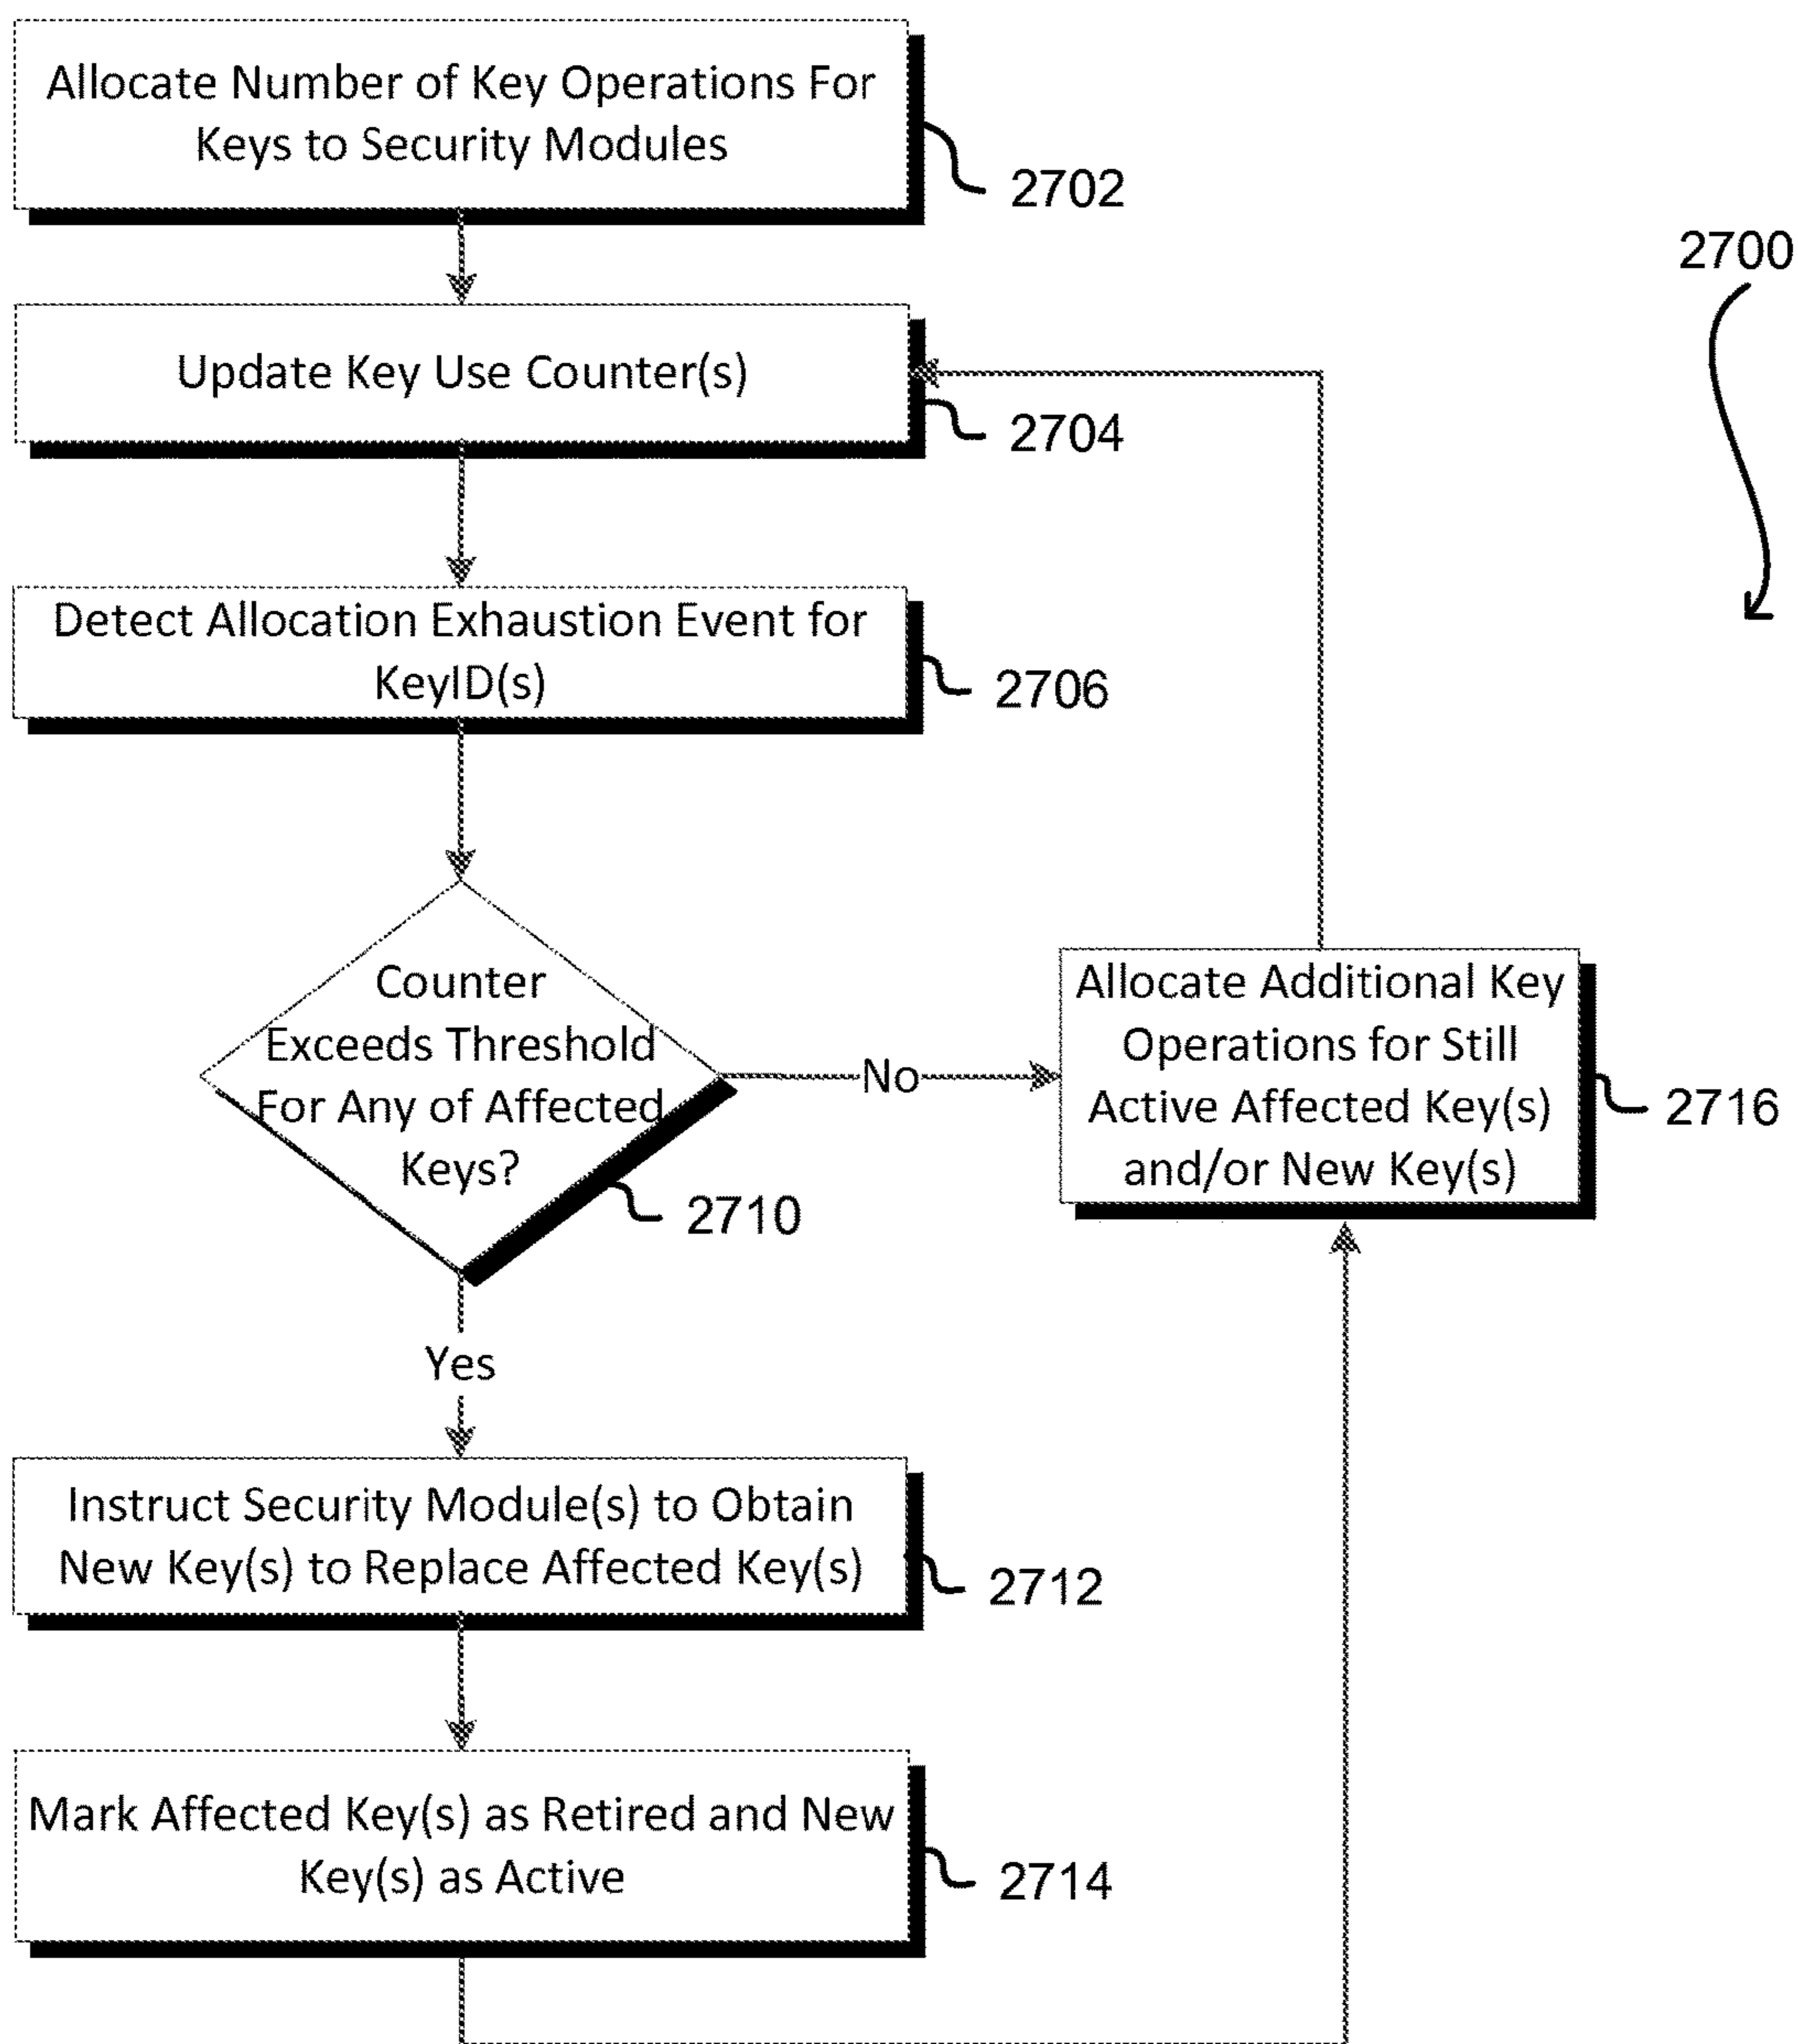 Allocate Number of Key Operations For
Keys to Security Modules
2702
2700
Update Key Use Counter(s)
2704
Detect Allocation Exhaustion Event for
KeyID(s)
2706
Counter
Exceeds Threshold
For Any of Affected
Keys?
2710
No
Allocate Additional Key
Operations for Still
Active Affected Key(s)
and/or New Key(s)
2716
Yes
Instruct Security Module(s) to Obtain
New Key(s) to Replace Affected Key(s)
2712
Mark Affected Key(s) as Retired and New
Key(s) as Active
2714